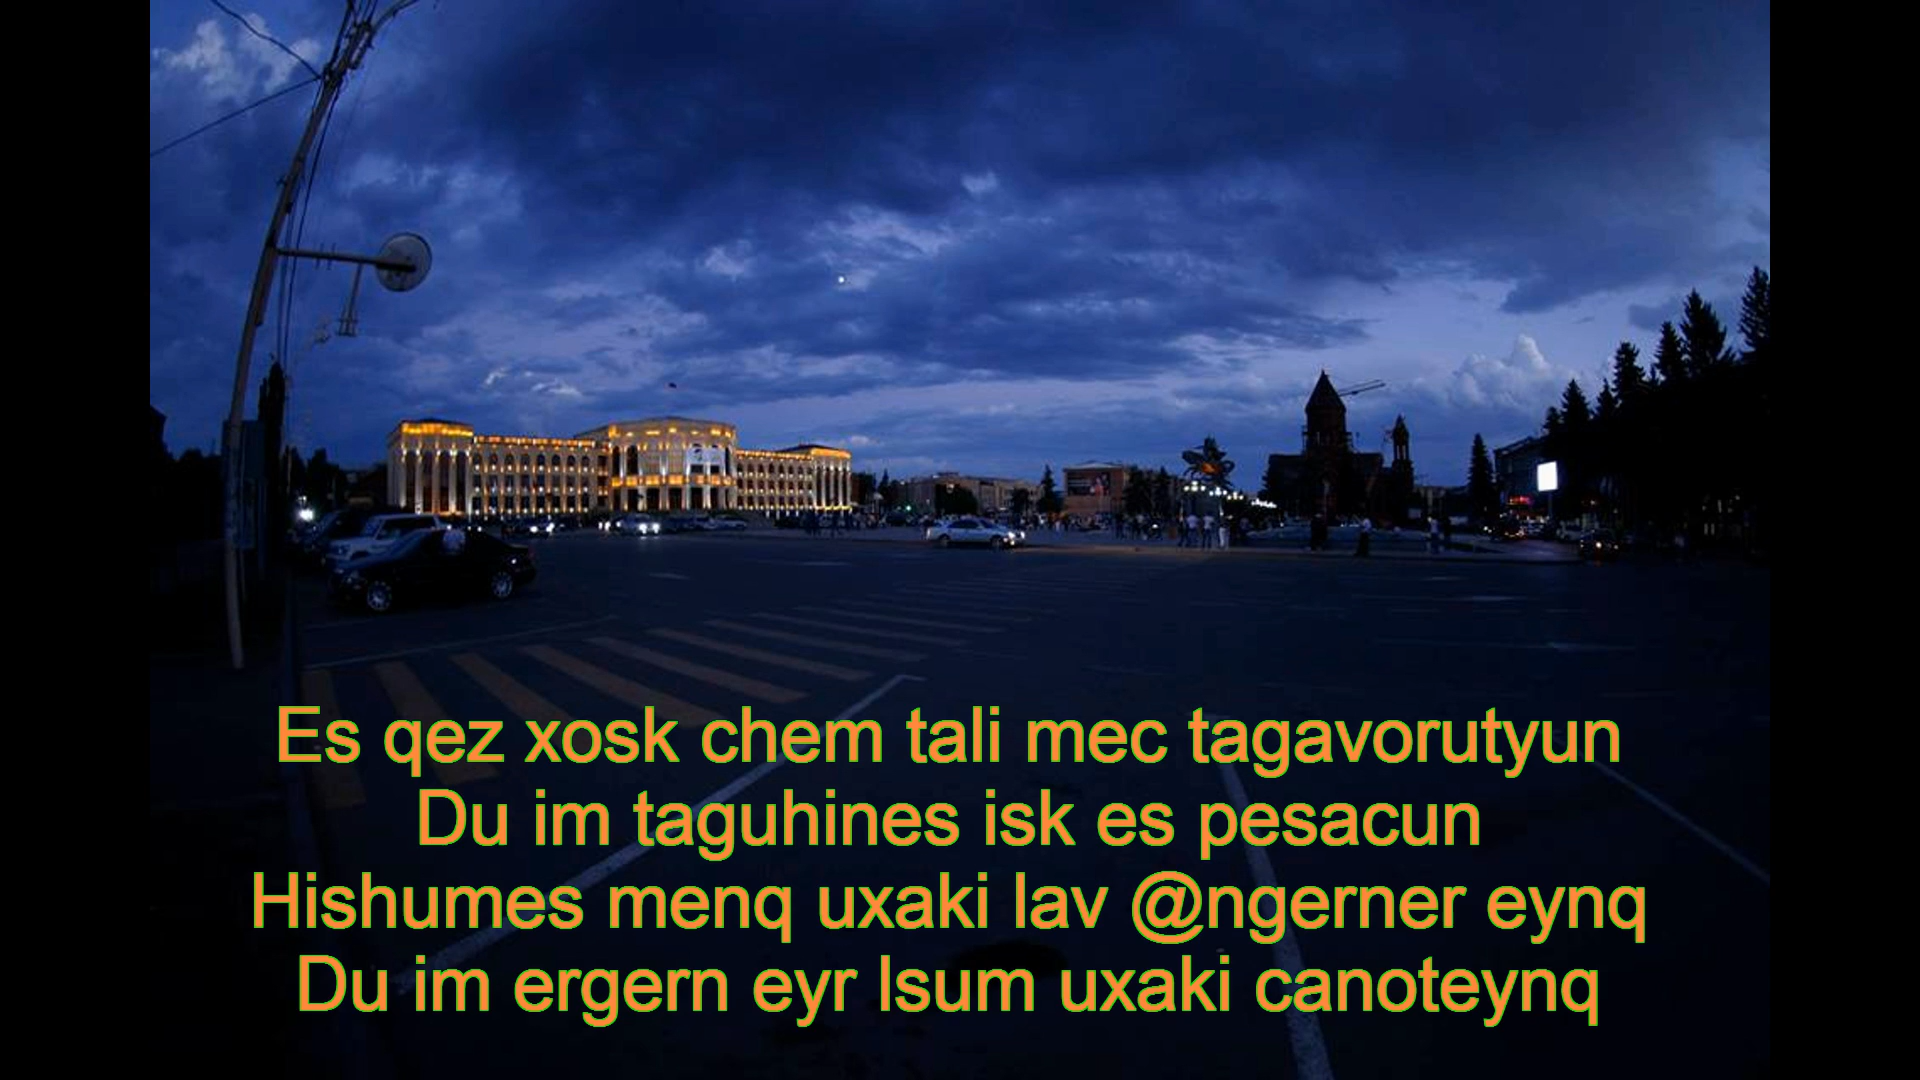 Es qez xosk chem tali mec tagavorutyun
Du im taguhines isk es pesacun
Hishumes menq uxaki lav @ngerner eynq
Du im ergern eyr lsum uxaki canoteynq